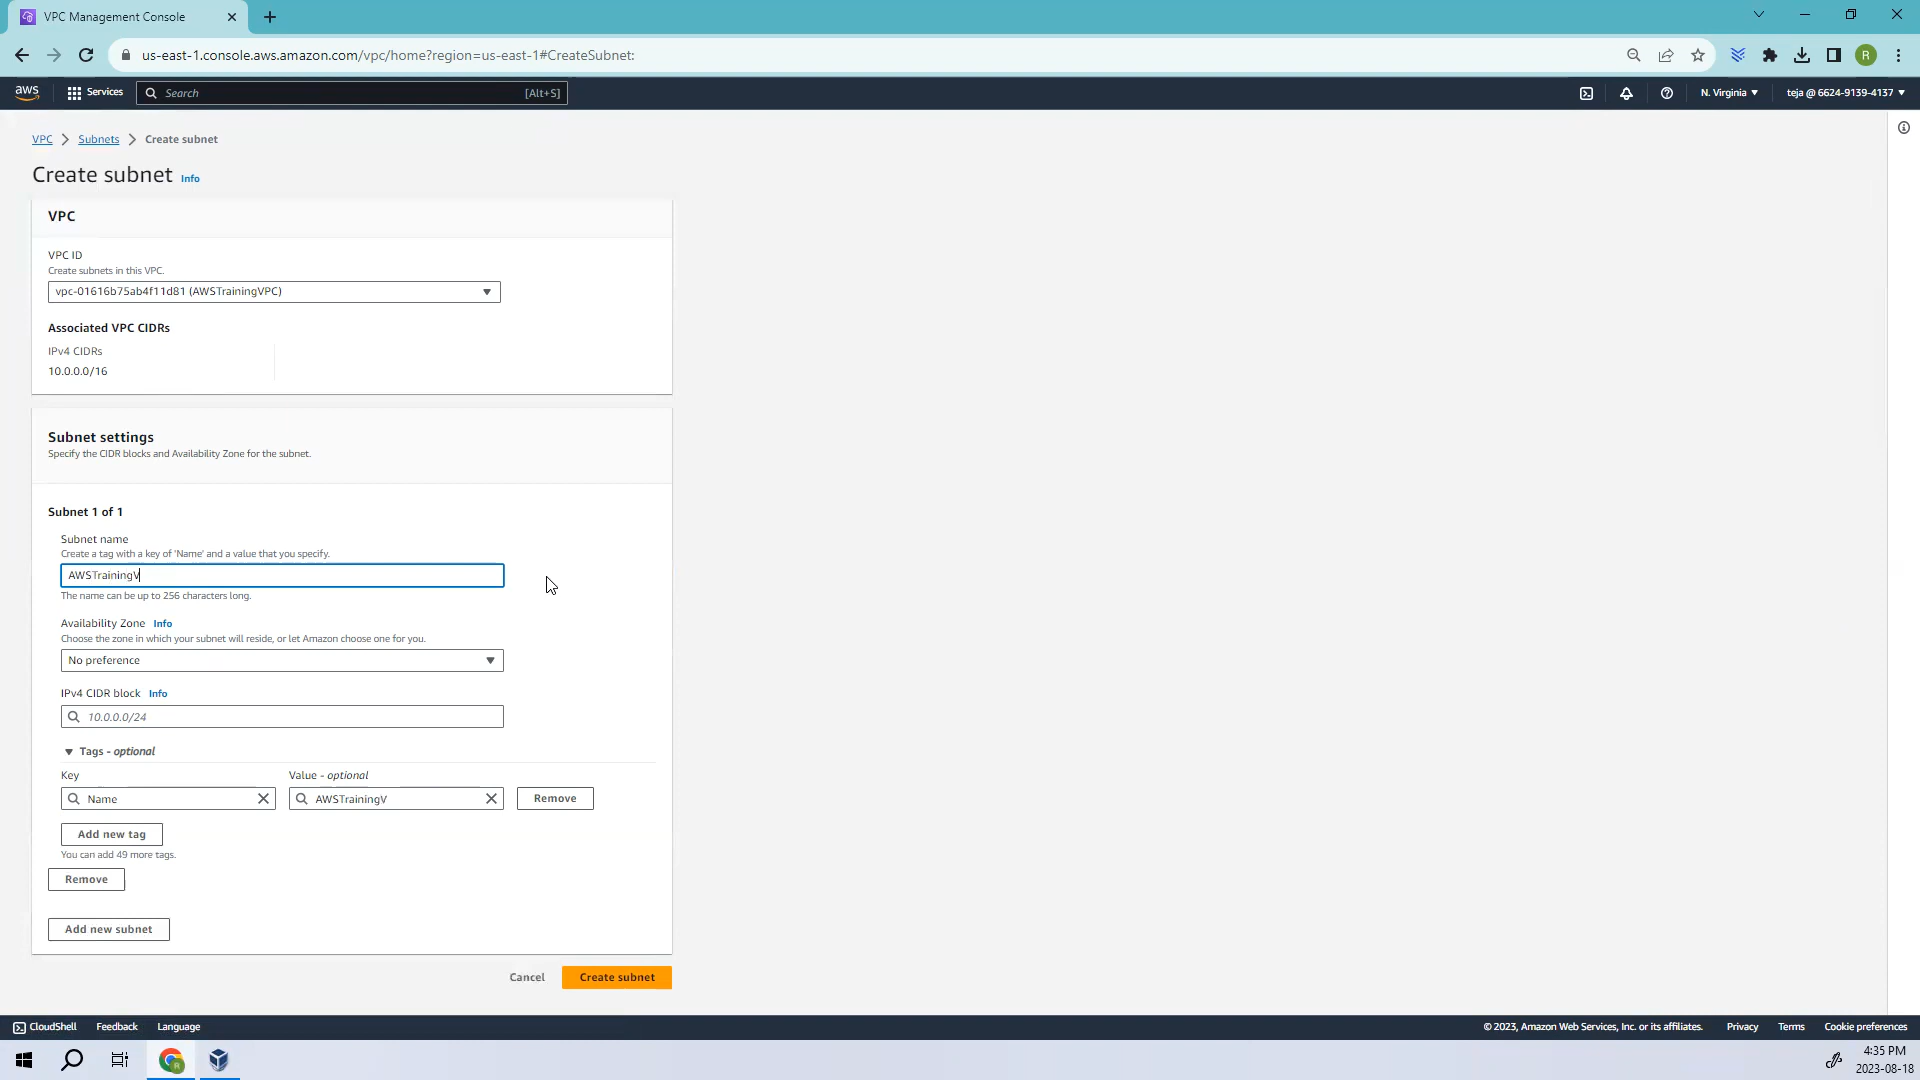 VPC Management Console
us-east-1.console.aws.amazon.com/vpc/home?region=us-east-1#CreateSubnet:
R
aws
Services
Search
[Alt+S]
N. Virginia
teja @ 6624-9139-4137
VPC
Subnets
Create subnet
Create subnet Info
VPC
VPC ID
Create subnets in this VPC.
vpc-01616b75ab4f11d81 (AWSTrainingVPC)
Associated VPC CIDRs
IPv4 CIDRs
10.0.0.0/16
Subnet settings
Specify the CIDR blocks and Availability Zone for the subnet.
Subnet 1 of 1
Subnet name
Create a tag with a key of 'Name' and a value that you specify.
AWSTrainingV
The name can be up to 256 characters long.
Availability Zone Info
Choose the zone in which your subnet will reside, or let Amazon choose one for you.
No preference
IPv4 CIDR block Info
10.0.0.0/24
Tags - optional
Key
Value - optional
Name
AWSTrainingV
Remove
Add new tag
You can add 49 more tags.
Remove
Add new subnet
Cancel
Create subnet
CloudShell
Feedback
Language
© 2023, Amazon Web Services, Inc. or its affiliates.
Privacy
Terms
Cookie preferences
R
4:35 PM
2023-08-18